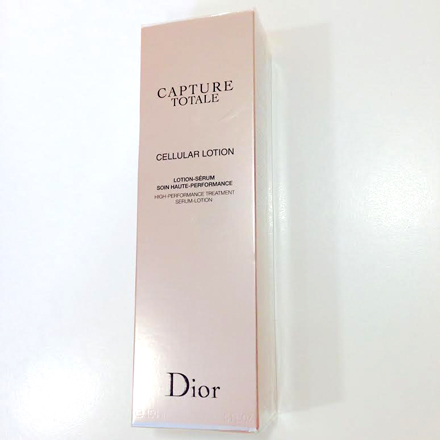 CAPTURE
TOTALE
CELLULAR LOTION
LOTION-SÉRUM
SOIN HAUTE-PERFORMANCE
HIGH-PERFORMANCE TREATMENT
SERUM-LOTION
Dior